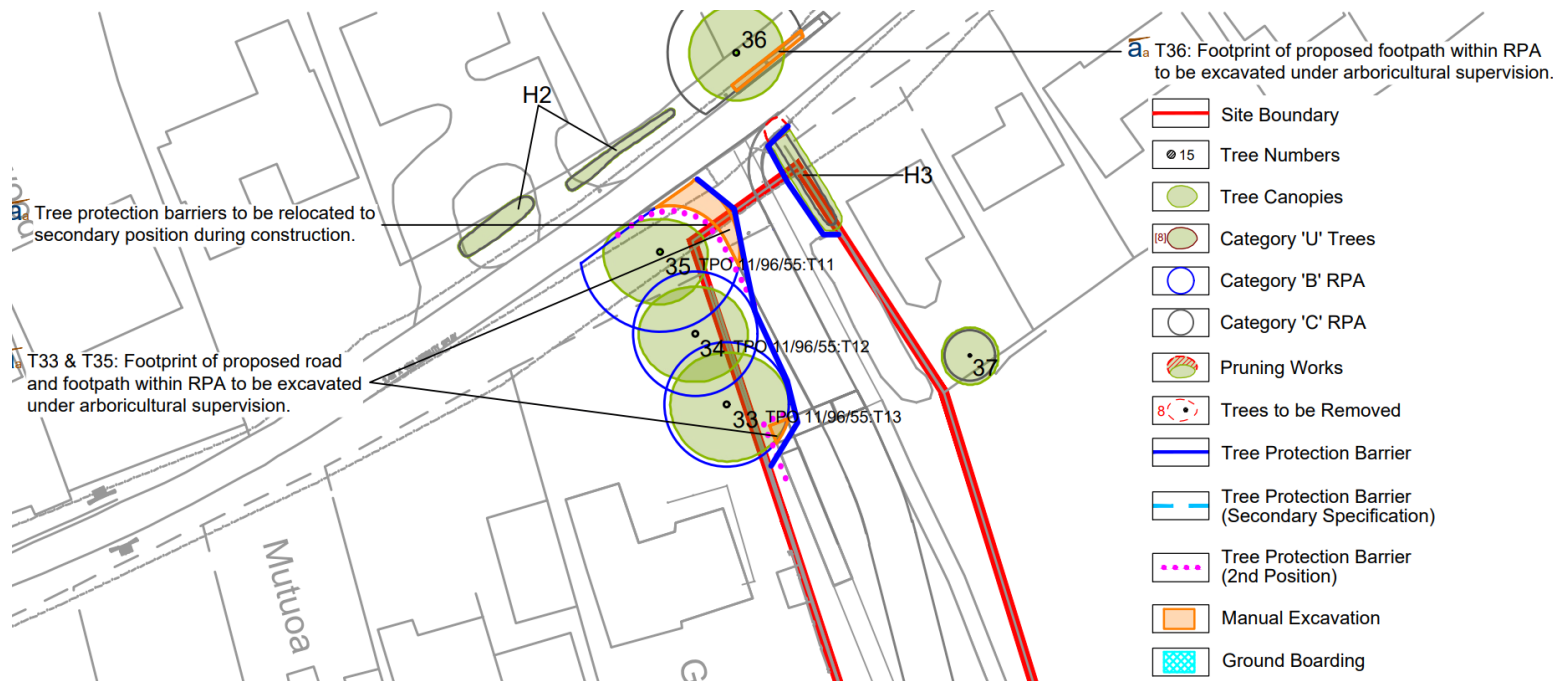 36
T36: Footprint of proposed footpath within RPA
to be excavated under arboricultural supervision.
H2
H3
Tree protection barriers to be relocated to
secondary position during construction.
35 TPO 11/96/55:T11
34 TPO 11/96/55:T12
33 TPO 11/96/55:T13
37
T33 & T35: Footprint of proposed road
and footpath within RPA to be excavated
under arboricultural supervision.
Mutuoa
G
Site Boundary
15 Tree Numbers
Tree Canopies
[8] Category 'U' Trees
Category 'B' RPA
Category 'C' RPA
Pruning Works
8 Trees to be Removed
Tree Protection Barrier
Tree Protection Barrier
(Secondary Specification)
Tree Protection Barrier
(2nd Position)
Manual Excavation
Ground Boarding